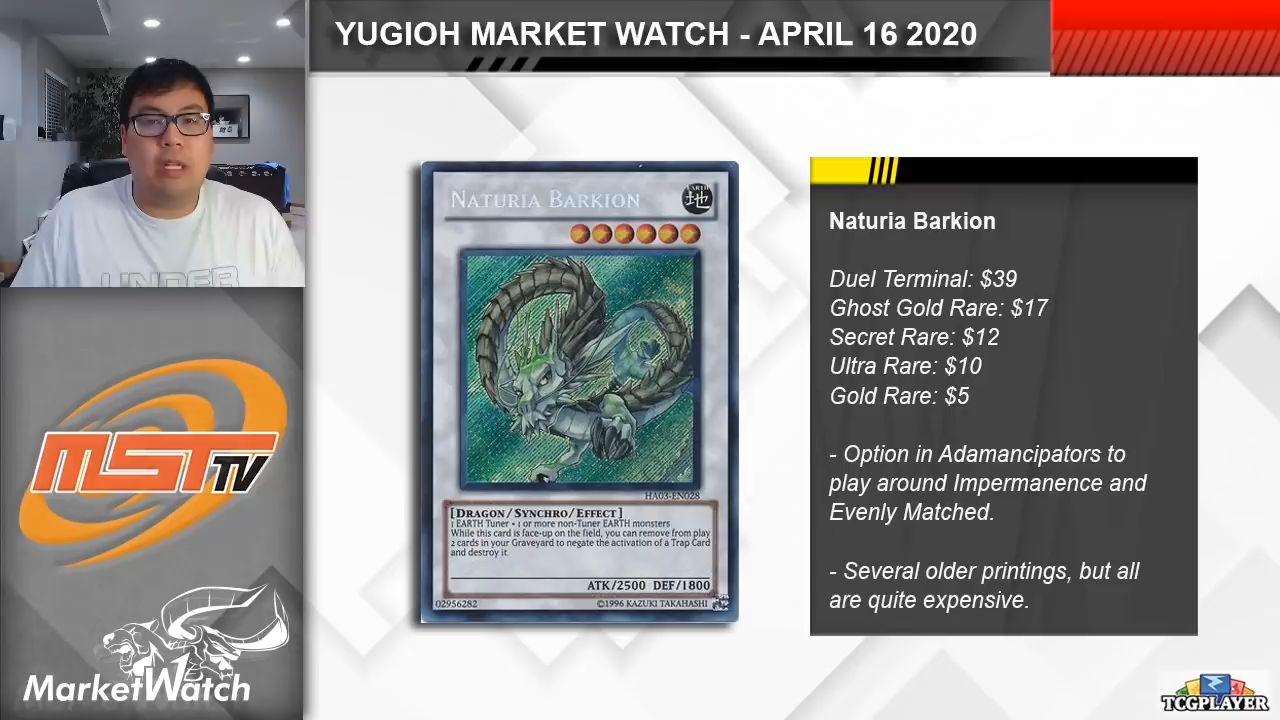 YUGIOH MARKET WATCH - APRIL 16 2020
UNDER
MST TV
MarketWatch
NATURIA BARKION
EARTH
地
HA03-EN028
[DRAGON/SYNCHRO/EFFECT]
1 EARTH Tuner + 1 or more non-Tuner EARTH monsters
While this card is face-up on the field, you can remove from play
2 cards in your Graveyard to negate the activation of a Trap Card
and destroy it.
ATK/2500 DEF/1800
02956282
©1996 KAZUKI TAKAHASHI
Naturia Barkion
Duel Terminal: $39
Ghost Gold Rare: $17
Secret Rare: $12
Ultra Rare: $10
Gold Rare: $5
- Option in Adamancipators to
play around Impermanence and
Evenly Matched.
- Several older printings, but all
are quite expensive.
TCGPLAYER